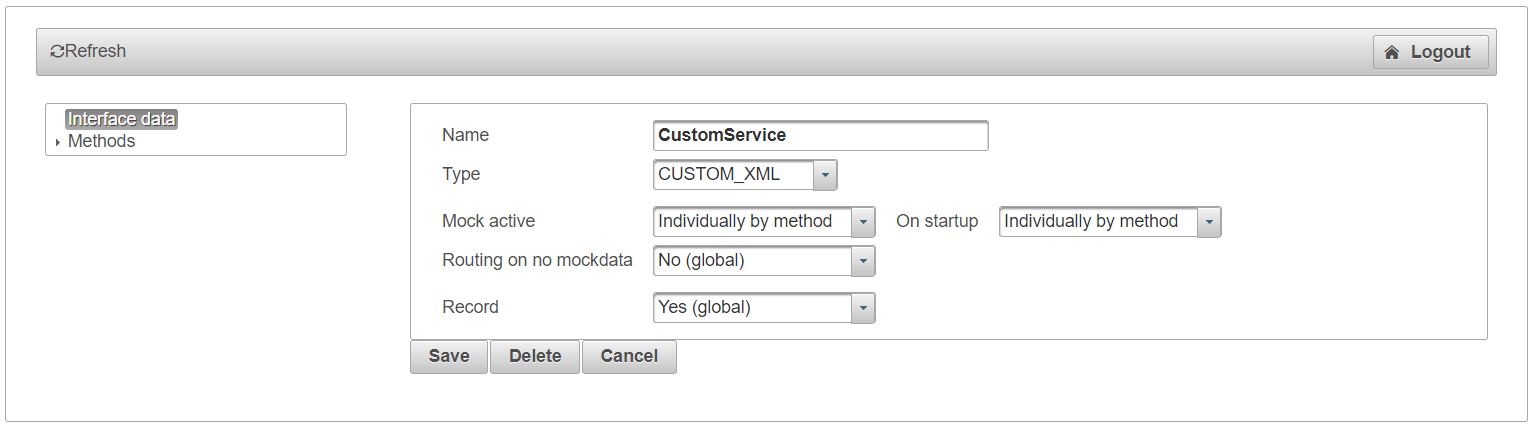 Refresh
Logout
Interface data
Methods
Name CustomService
Type CUSTOM_XML
Mock active Individually by method On startup Individually by method
Routing on no mockdata No (global)
Record Yes (global)
Save Delete Cancel